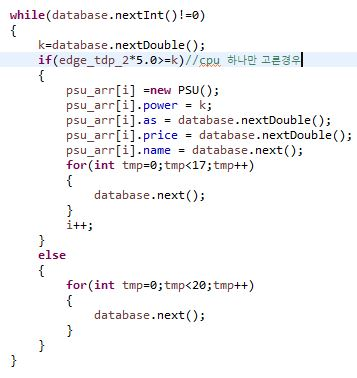 while(database.nextInt()!=0)
{
k=database.nextDouble();
if(edge_tdp_2*5.0>=k)//cpu 하나만 고른경우
{
psu_arr[i] =new PSU();
psu_arr[i].power = k;
psu_arr[i].as = database.nextDouble();
psu_arr[i].price = database.nextDouble();
psu_arr[i].name = database.next();
for(int tmp=0;tmp<17;tmp++)
{
database.next();
}
i++;
}
else
{
for(int tmp=0;tmp<20;tmp++)
{
database.next();
}
}
}